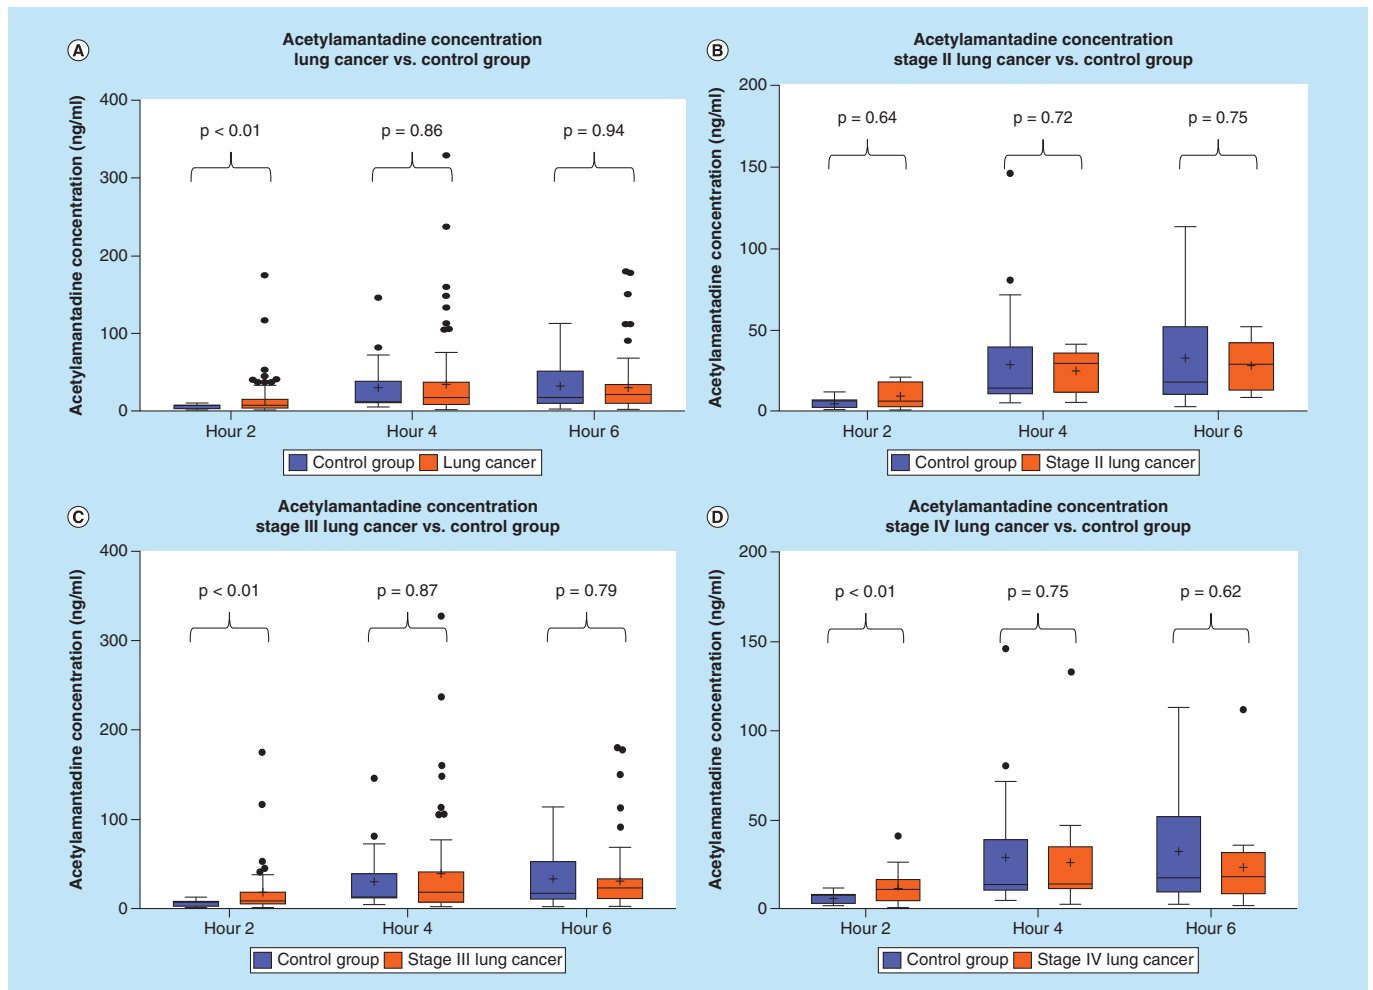 A
Acetylamantadine concentration
lung cancer vs. control group
Acetylamantadine concentration (ng/ml)
400
300
200
100
0
p < 0.01
p = 0.86
p = 0.94
Hour 2
Hour 4
Hour 6
Control group
Lung cancer
B
Acetylamantadine concentration
stage II lung cancer vs. control group
Acetylamantadine concentration (ng/ml)
200
150
100
50
0
p = 0.64
p = 0.72
p = 0.75
Hour 2
Hour 4
Hour 6
Control group
Stage II lung cancer
C
Acetylamantadine concentration
stage III lung cancer vs. control group
Acetylamantadine concentration (ng/ml)
400
300
200
100
0
p < 0.01
p = 0.87
p = 0.79
Hour 2
Hour 4
Hour 6
Control group
Stage III lung cancer
D
Acetylamantadine concentration
stage IV lung cancer vs. control group
Acetylamantadine concentration (ng/ml)
200
150
100
50
0
p < 0.01
p = 0.75
p = 0.62
Hour 2
Hour 4
Hour 6
Control group
Stage IV lung cancer